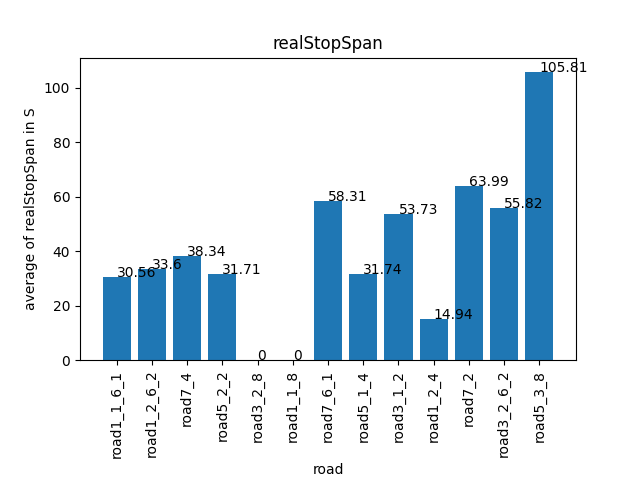 realStopSpan
average of realStopSpan in S
100
80
60
40
20
0
30.56
33.6
38.34
31.71
0
0
58.31
31.74
53.73
14.94
63.99
55.82
105.81
road1_1_6_1
road1_2_6_2
road7_4
road5_2_2
road3_2_8
road1_1_8
road7_6_1
road5_1_4
road3_1_2
road1_2_4
road7_2
road3_2_6_2
road5_3_8
road